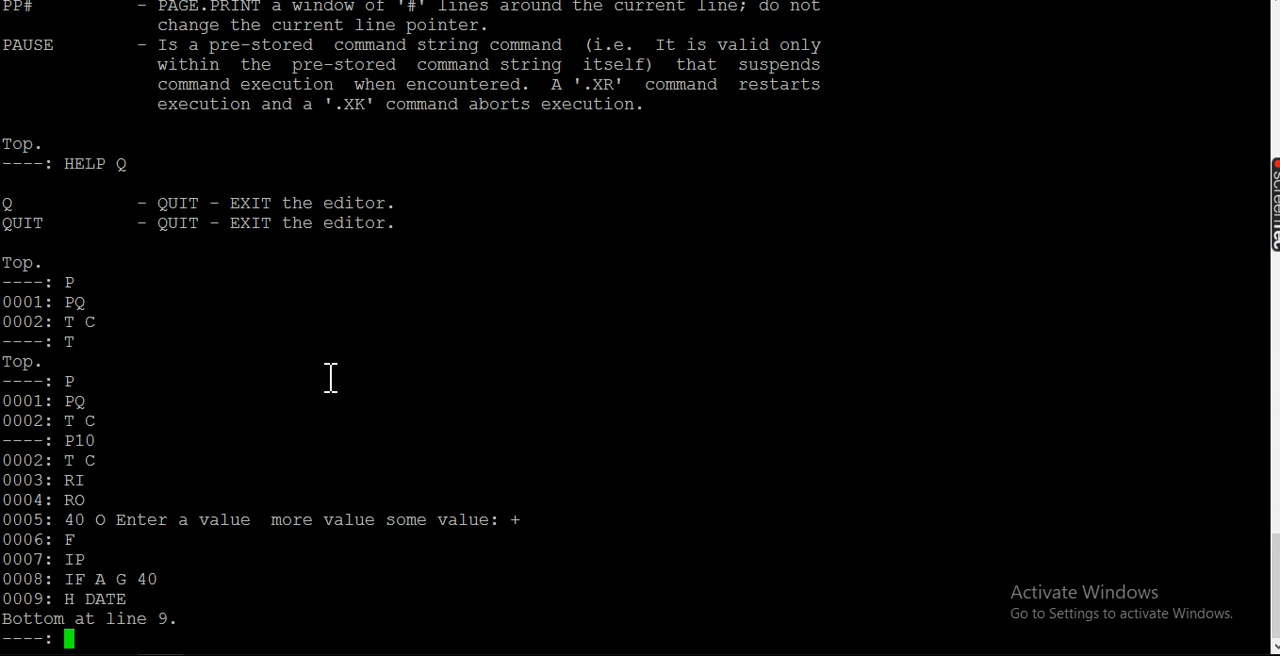 PP#          - PAGE.PRINT a window of '#' lines around the current line; do not
               change the current line pointer.
PAUSE        - Is a pre-stored  command string command  (i.e.  It is valid only
               within  the  pre-stored  command string  itself)  that  suspends
               command execution  when encountered.  A '.XR'  command  restarts
               execution and a '.XK' command aborts execution.
Top.
----: HELP Q
Q            - QUIT - EXIT the editor.
QUIT         - QUIT - EXIT the editor.
Top.
----: P
0001: PQ
0002: T C
----: T
Top.
----: P
0001: PQ
0002: T C
----: P10
0002: T C
0003: RI
0004: RO
0005: 40 O Enter a value  more value some value: +
0006: F
0007: IP
0008: IF A G 40
0009: H DATE
Bottom at line 9.
----:
Activate Windows
Go to Settings to activate Windows.
screenrec